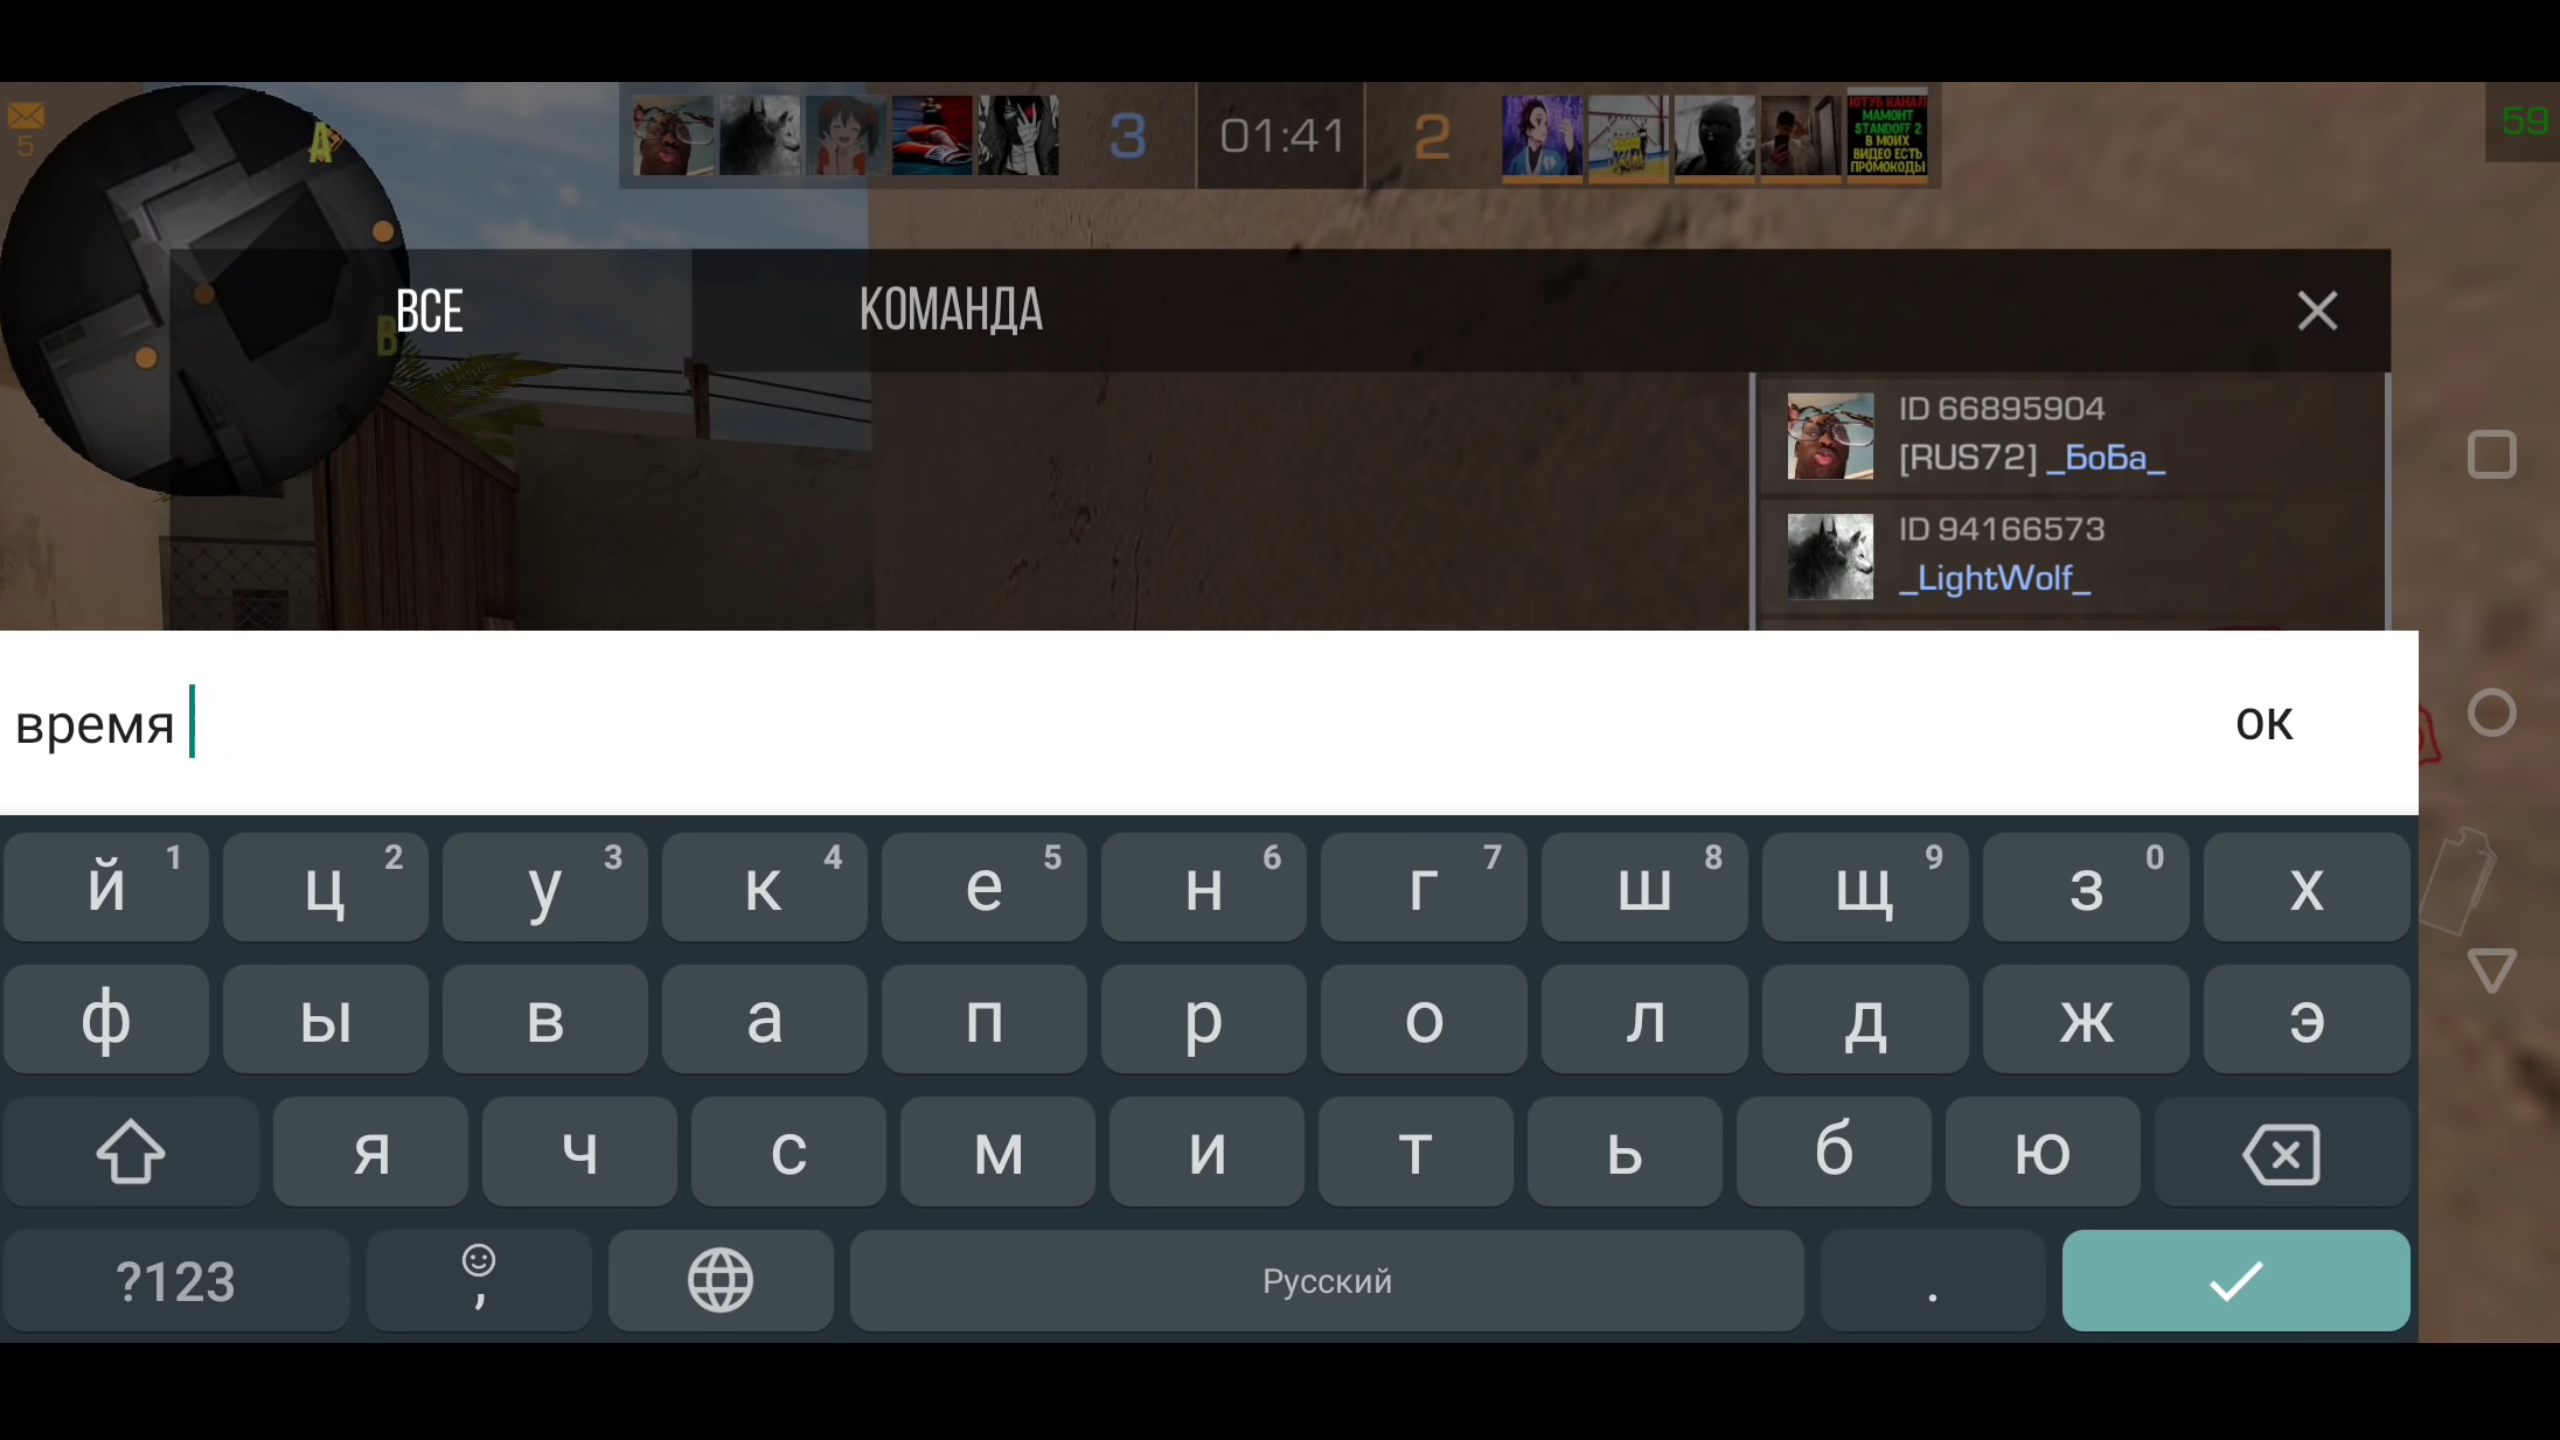 5
A
B
3
01:41
2
ЮТУБ КАНАЛ
МАМОНТ
STANDOFF 2
В МОИХ
ВИДЕО ЕСТЬ
ПРОМОКОДЫ
59
ВСЕ
КОМАНДА
ID 66895904
[RUS72] _БоБа_
ID 94166573
_LightWolf_
время
ОК
й 1 ц 2 у 3 к 4 е 5 н 6 г 7 ш 8 щ 9 з 0 х
ф ы в а п р о л д ж э
я ч с м и т ь б ю
?123 , Русский .